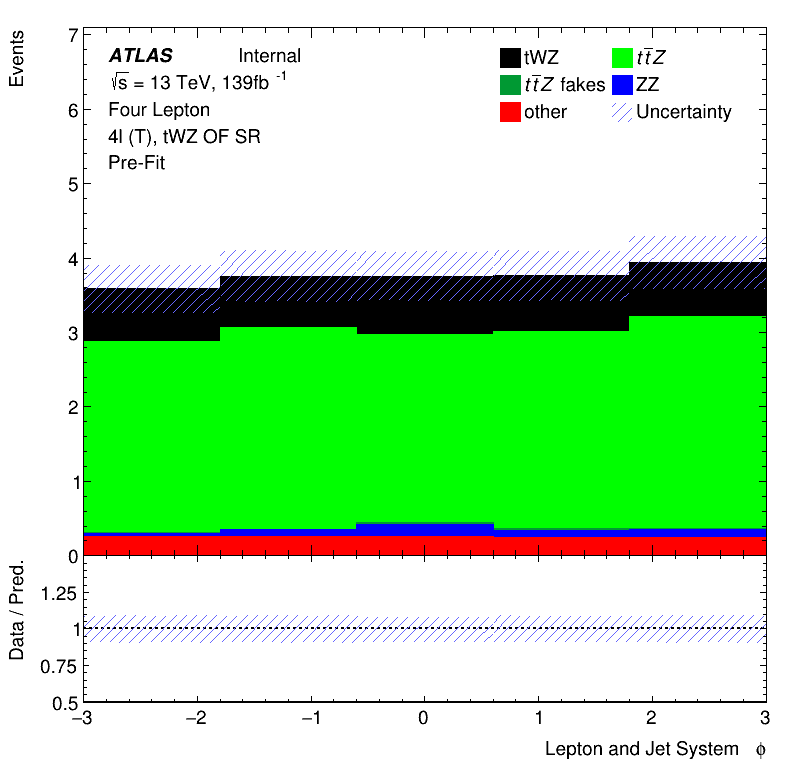 Events
7
6
5
4
3
2
1
0
ATLAS Internal
√s = 13 TeV, 139fb -1
Four Lepton
4l (T), tWZ OF SR
Pre-Fit
tWZ
tt̄Z
tt̄Z fakes
ZZ
other
Uncertainty
Data / Pred.
1.25
1
0.75
0.5
−3 −2 −1 0 1 2 3
Lepton and Jet System ϕ